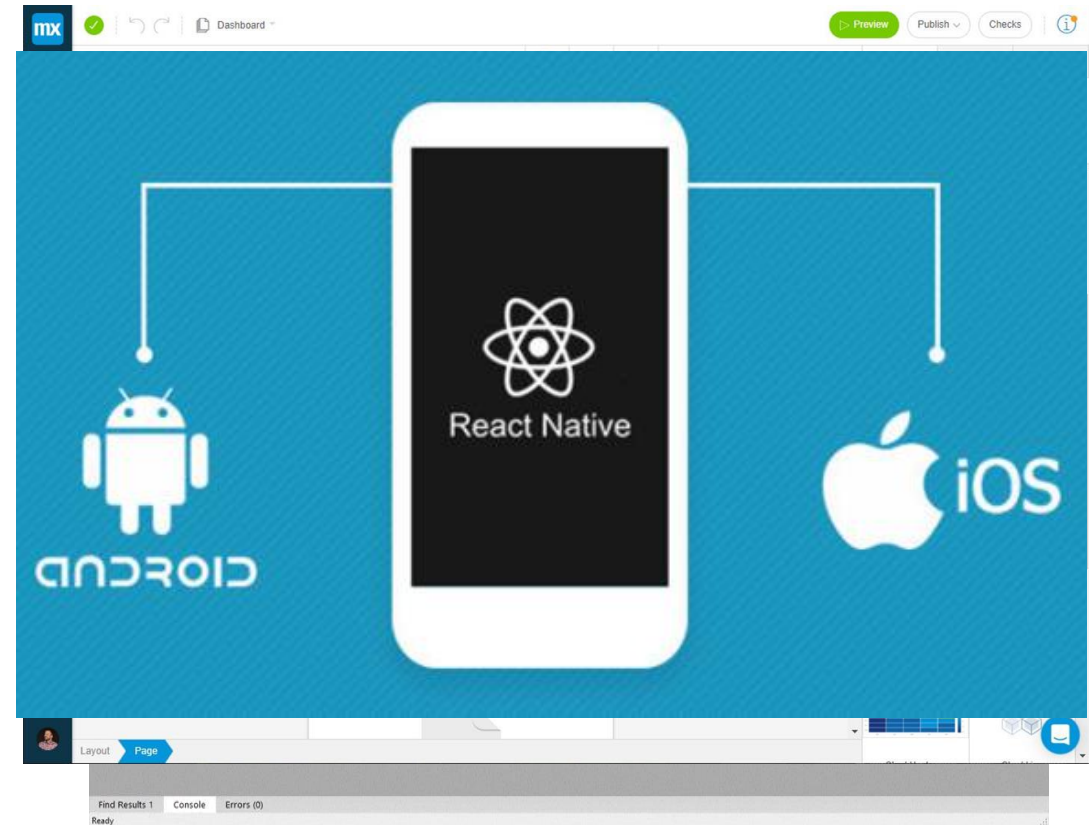 mx Dashboard Preview Publish Checks
React Native
ANDROID
iOS
Layout Page
Find Results 1 Console Errors (0)
Ready